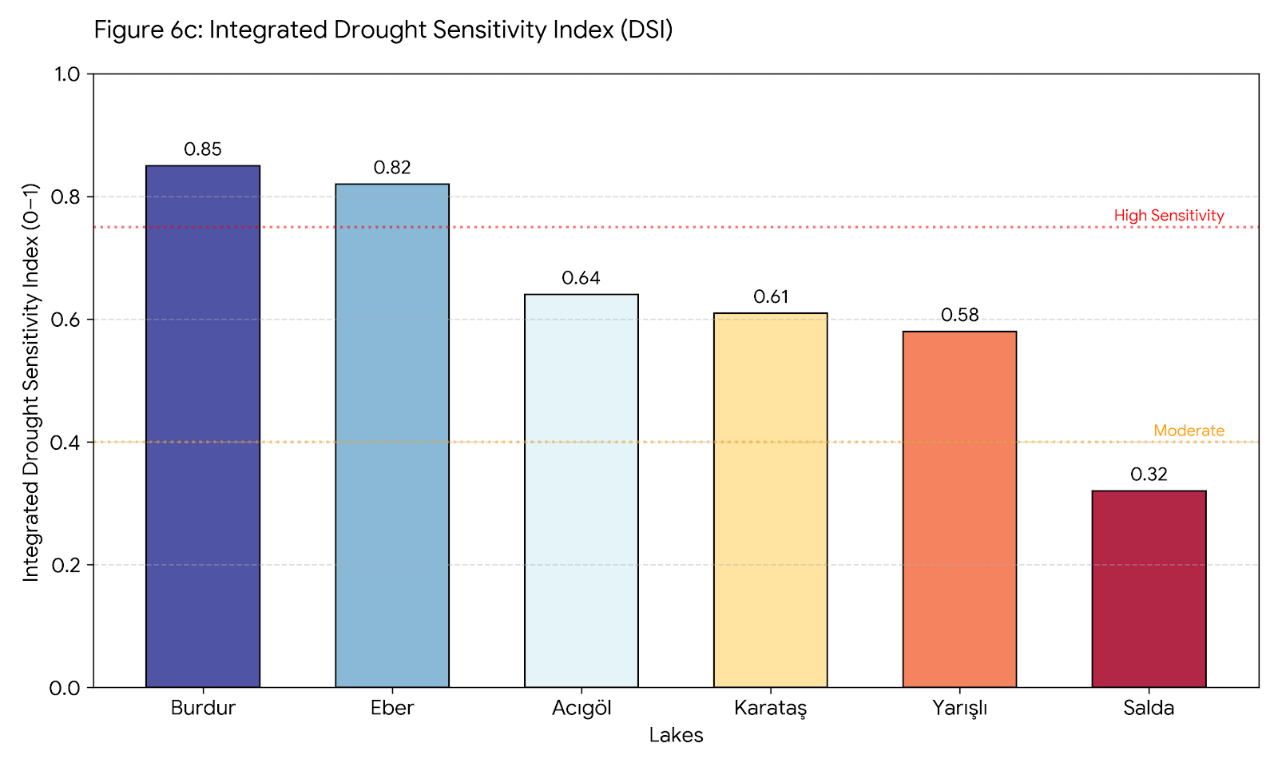 Figure 6c: Integrated Drought Sensitivity Index (DSI)
Integrated Drought Sensitivity Index (0–1)
1.0
0.8
0.6
0.4
0.2
0.0
0.85
0.82
0.64
0.61
0.58
0.32
High Sensitivity
Moderate
Burdur
Eber
Acıgöl
Karataş
Yarışlı
Salda
Lakes